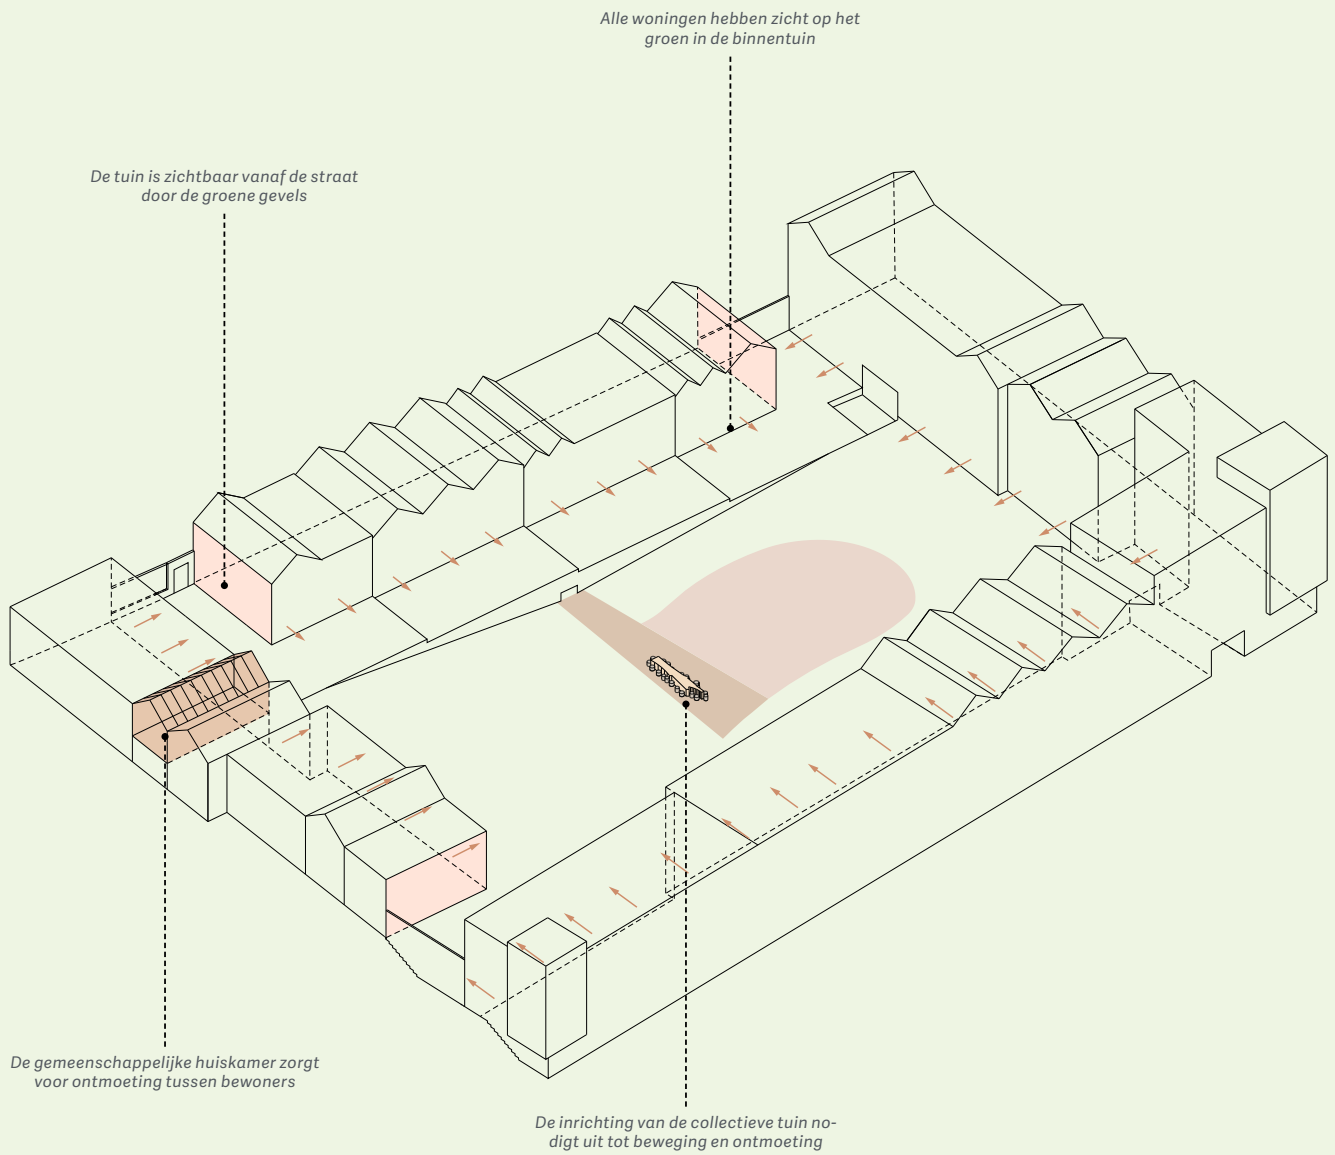 Alle woningen hebben zicht op het
groen in de binnentuin
De tuin is zichtbaar vanaf de straat
door de groene gevels
De gemeenschappelijke huiskamer zorgt
voor ontmoeting tussen bewoners
De inrichting van de collectieve tuin no-
digt uit tot beweging en ontmoeting